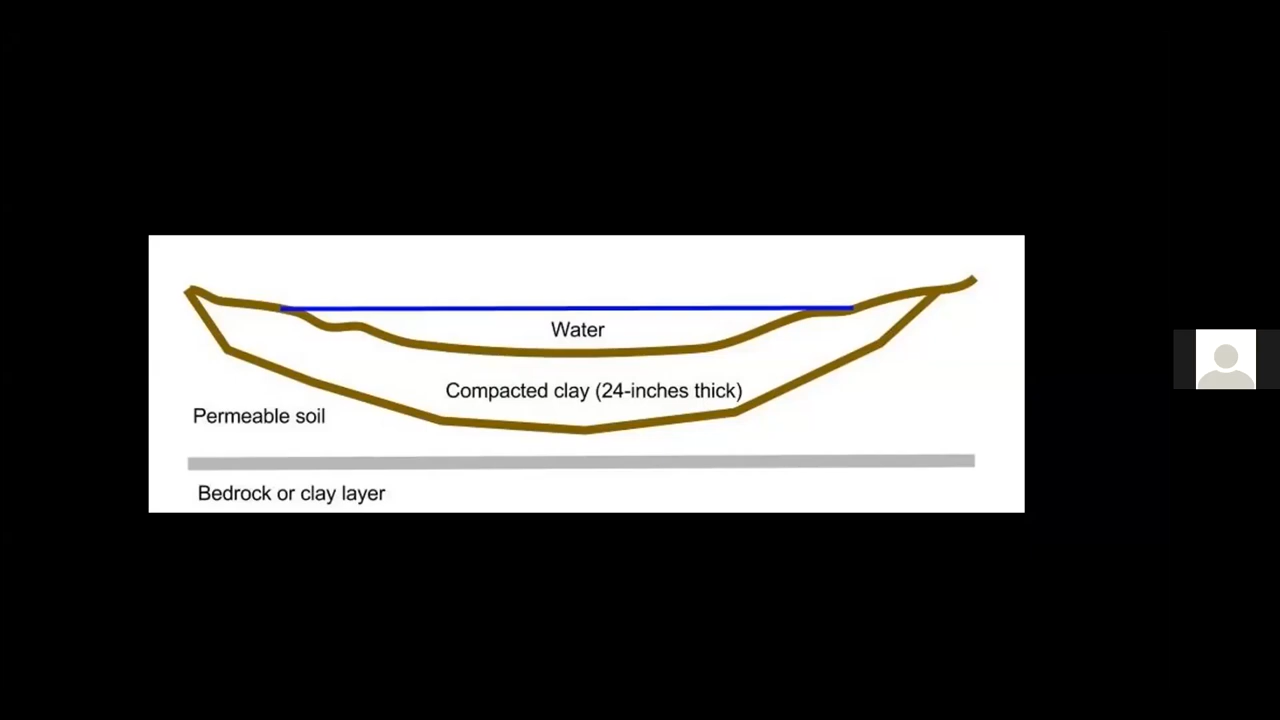 Water
Compacted clay (24-inches thick)
Permeable soil
Bedrock or clay layer